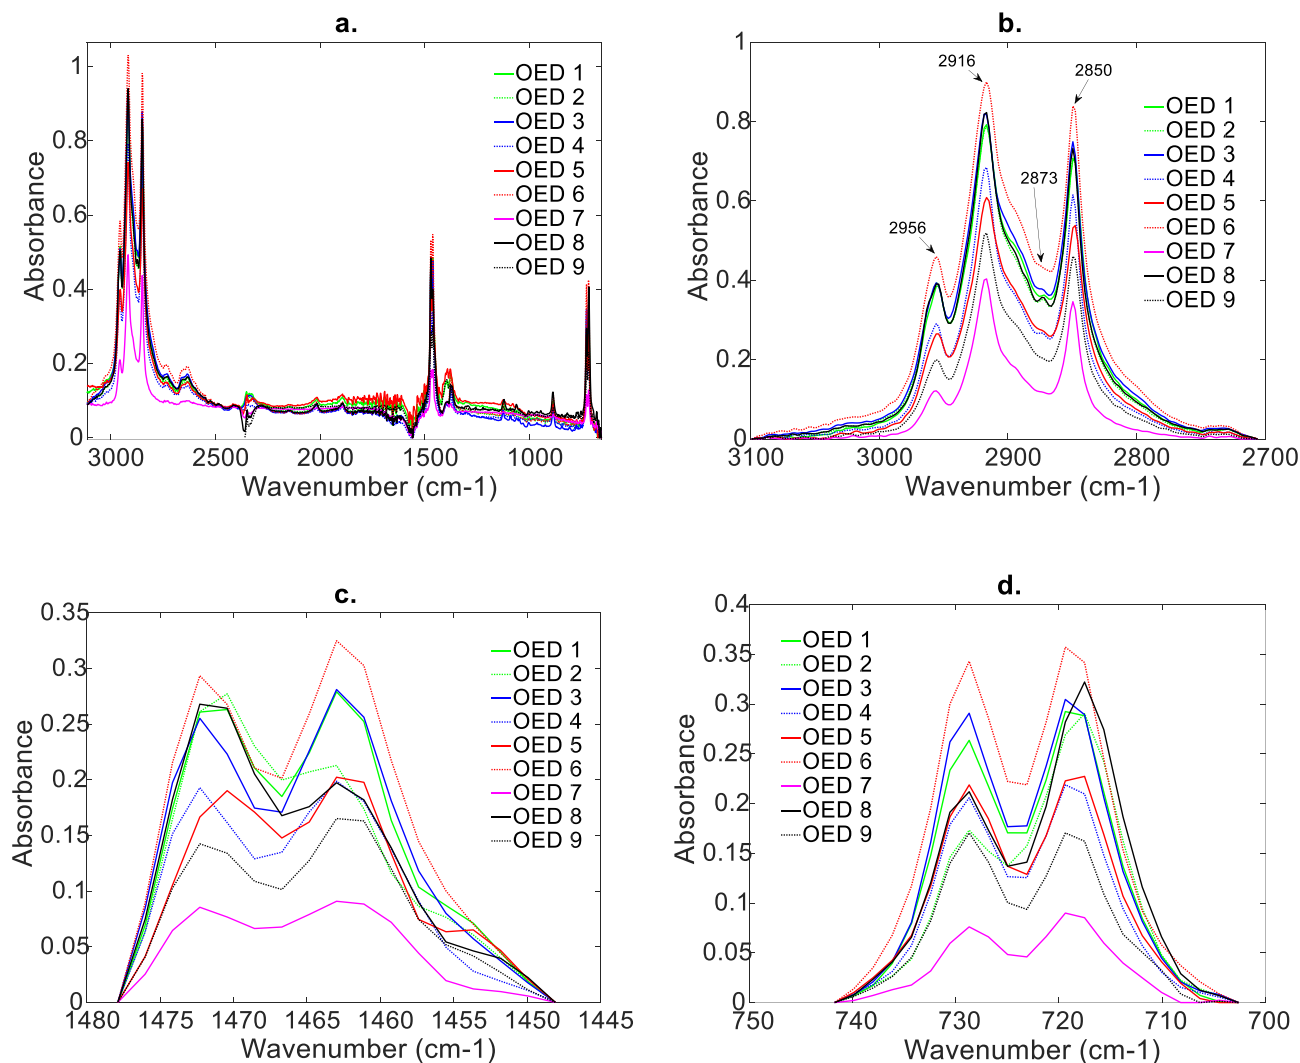 a.
1
0.8
0.6
0.4
0.2
0
Absorbance
3000 2500 2000 1500 1000
Wavenumber (cm-1)
OED 1
OED 2
OED 3
OED 4
OED 5
OED 6
OED 7
OED 8
OED 9
b.
1
0.8
0.6
0.4
0.2
0
Absorbance
3100 3000 2900 2800 2700
Wavenumber (cm-1)
2956
2916
2873
2850
OED 1
OED 2
OED 3
OED 4
OED 5
OED 6
OED 7
OED 8
OED 9
c.
0.35
0.3
0.25
0.2
0.15
0.1
0.05
0
Absorbance
1480 1475 1470 1465 1460 1455 1450 1445
Wavenumber (cm-1)
OED 1
OED 2
OED 3
OED 4
OED 5
OED 6
OED 7
OED 8
OED 9
d.
0.4
0.35
0.3
0.25
0.2
0.15
0.1
0.05
0
Absorbance
750 740 730 720 710 700
Wavenumber (cm-1)
OED 1
OED 2
OED 3
OED 4
OED 5
OED 6
OED 7
OED 8
OED 9